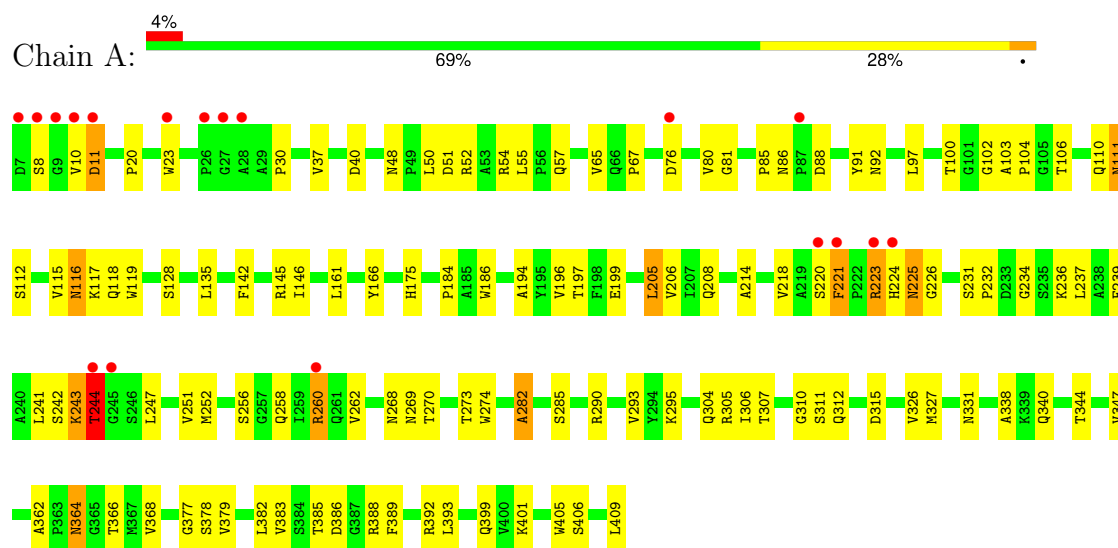 4%
Chain A:
69% 28% •
D7 S8 G9 V10 D11 P20 W23 P26 G27 A28 A29 P30 V37 D40 N48 P49 L50 D51 R52 A53 R54 L55 P56 Q57 V65 Q66 P67 D76 V80 G81 P85 N86 P87 D88 Y91 N92 L97 T100 G101 G102 A103 P104 G105 T106 Q110 N111
S112 V115 N116 K117 Q118 W119 S128 L135 F142 R145 I146 L161 Y166 H175 P184 A185 W186 A194 Y195 V196 T197 F198 E199 L205 V206 I207 Q208 A214 V218 A219 S220 F221 P222 R223 H224 N225 G226 S231 P232 D233 G234 S235 K236 L237 A238
A240 L241 S242 K243 T244 G245 S246 L247 V251 M252 S256 G257 Q258 I259 R260 Q261 V262 N268 N269 T270 T273 W274 A282 S285 R290 V293 Y294 K295 Q304 R305 I306 T307 G310 S311 Q312 D315 V326 M327 N331 A338 K339 Q340 T344
A362 P363 N364 G365 T366 M367 V368 G377 S378 V379 L382 V383 S384 T385 D386 G387 R388 F389 R392 L393 Q399 V400 K401 W405 S406 L409